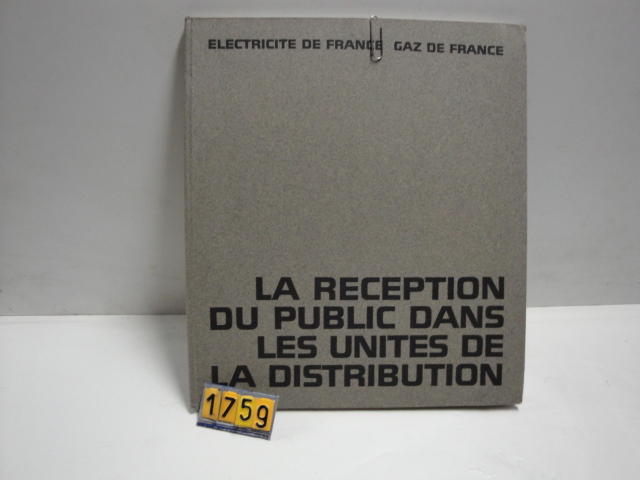 ELECTRICITE DE FRANCE GAZ DE FRANCE
LA RECEPTION
DU PUBLIC DANS
LES UNITES DE
LA DISTRIBUTION
1759